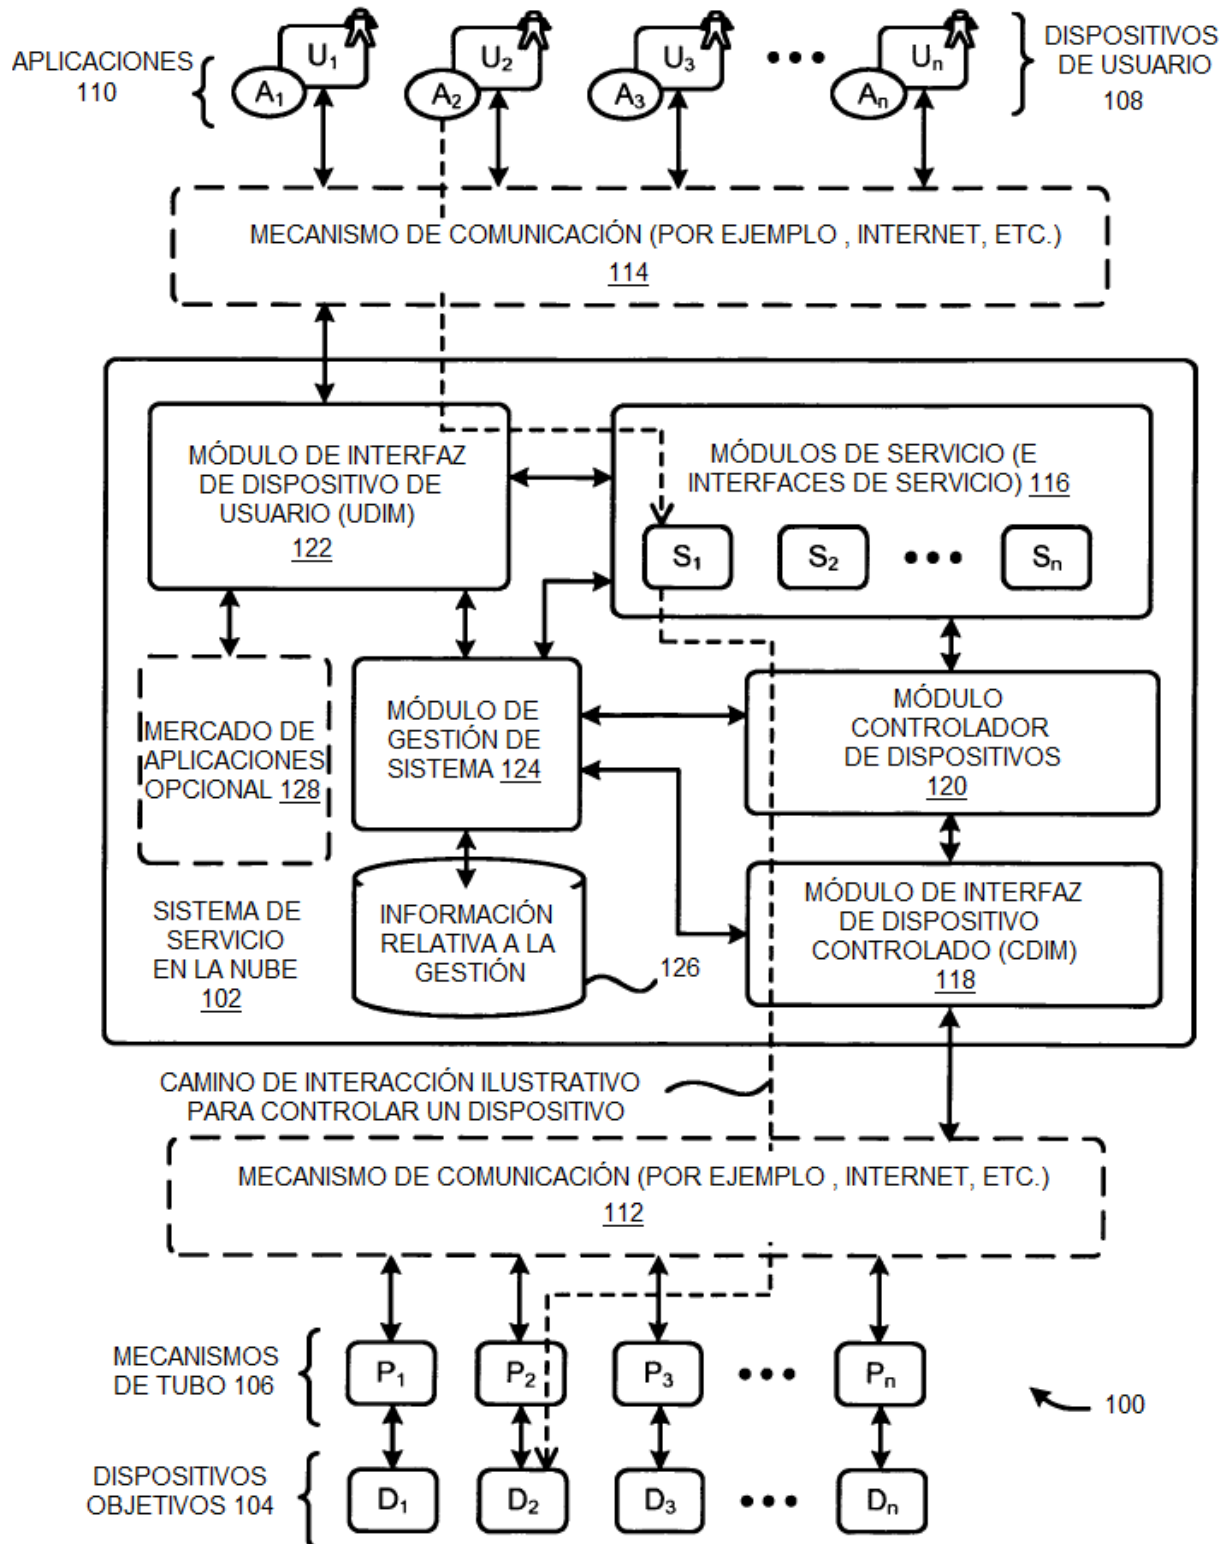 APLICACIONES
110
U1
U2
U3
Un
A1
A2
A3
An
DISPOSITIVOS
DE USUARIO
108
MECANISMO DE COMUNICACIÓN (POR EJEMPLO , INTERNET, ETC.)
114
MÓDULO DE INTERFAZ
DE DISPOSITIVO DE
USUARIO (UDIM)
122
MÓDULOS DE SERVICIO (E
INTERFACES DE SERVICIO) 116
S1
S2
Sn
MERCADO DE
APLICACIONES
OPCIONAL 128
MÓDULO DE
GESTIÓN DE
SISTEMA 124
MÓDULO
CONTROLADOR
DE DISPOSITIVOS
120
SISTEMA DE
SERVICIO
EN LA NUBE
102
INFORMACIÓN
RELATIVA A LA
GESTIÓN
126
MÓDULO DE INTERFAZ
DE DISPOSITIVO
CONTROLADO (CDIM)
118
CAMINO DE INTERACCIÓN ILUSTRATIVO
PARA CONTROLAR UN DISPOSITIVO
MECANISMO DE COMUNICACIÓN (POR EJEMPLO , INTERNET, ETC.)
112
MECANISMOS
DE TUBO 106
P1
P2
P3
Pn
100
DISPOSITIVOS
OBJETIVOS 104
D1
D2
D3
Dn